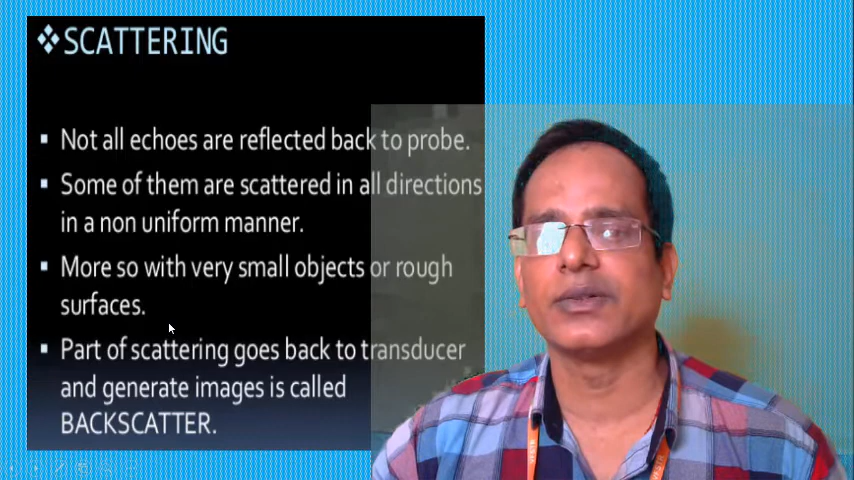 ❖SCATTERING
▪ Not all echoes are reflected back to probe.
▪ Some of them are scattered in all directions
in a non uniform manner.
▪ More so with very small objects or rough
surfaces.
▪ Part of scattering goes back to transducer
and generate images is called
BACKSCATTER.